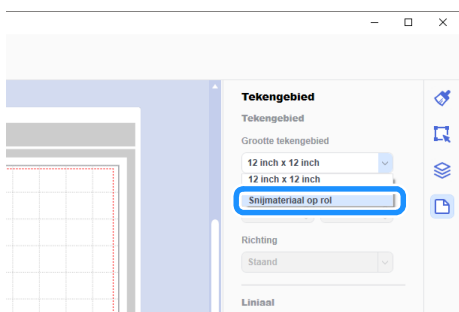 Tekengebied
Tekengebied
Grootte tekengebied
12 inch x 12 inch
12 inch x 12 inch
Snijmateriaal op rol
Richting
Staand
Liniaal